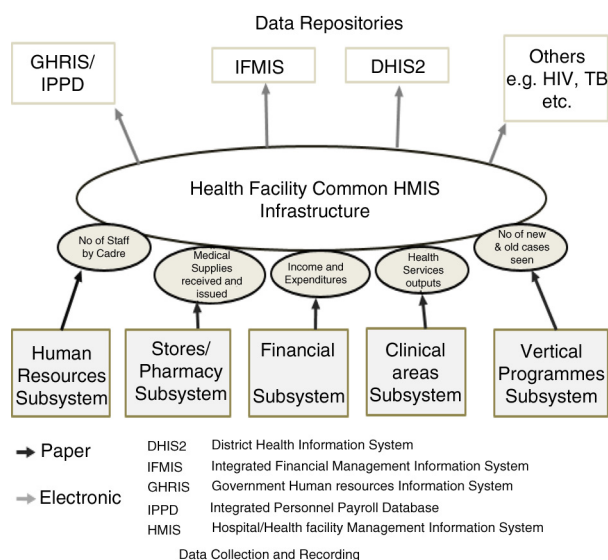 Data Repositories
GHRIS/
IPPD
IFMIS
DHIS2
Others
e.g. HIV, TB
etc.
Health Facility Common HMIS
Infrastructure
No of Staff
by Cadre
Medical
Supplies
received and
issued
Income and
Expenditures
Health
Services
outputs
No of new
& old cases
seen
Human
Resources
Subsystem
Stores/
Pharmacy
Subsystem
Financial
Subsystem
Clinical
areas
Subsystem
Vertical
Programmes
Subsystem
Paper
Electronic
DHIS2 District Health Information System
IFMIS Integrated Financial Management Information System
GHRIS Government Human resources Information System
IPPD Integrated Personnel Payroll Database
HMIS Hospital/Health facility Management Information System
Data Collection and Recording